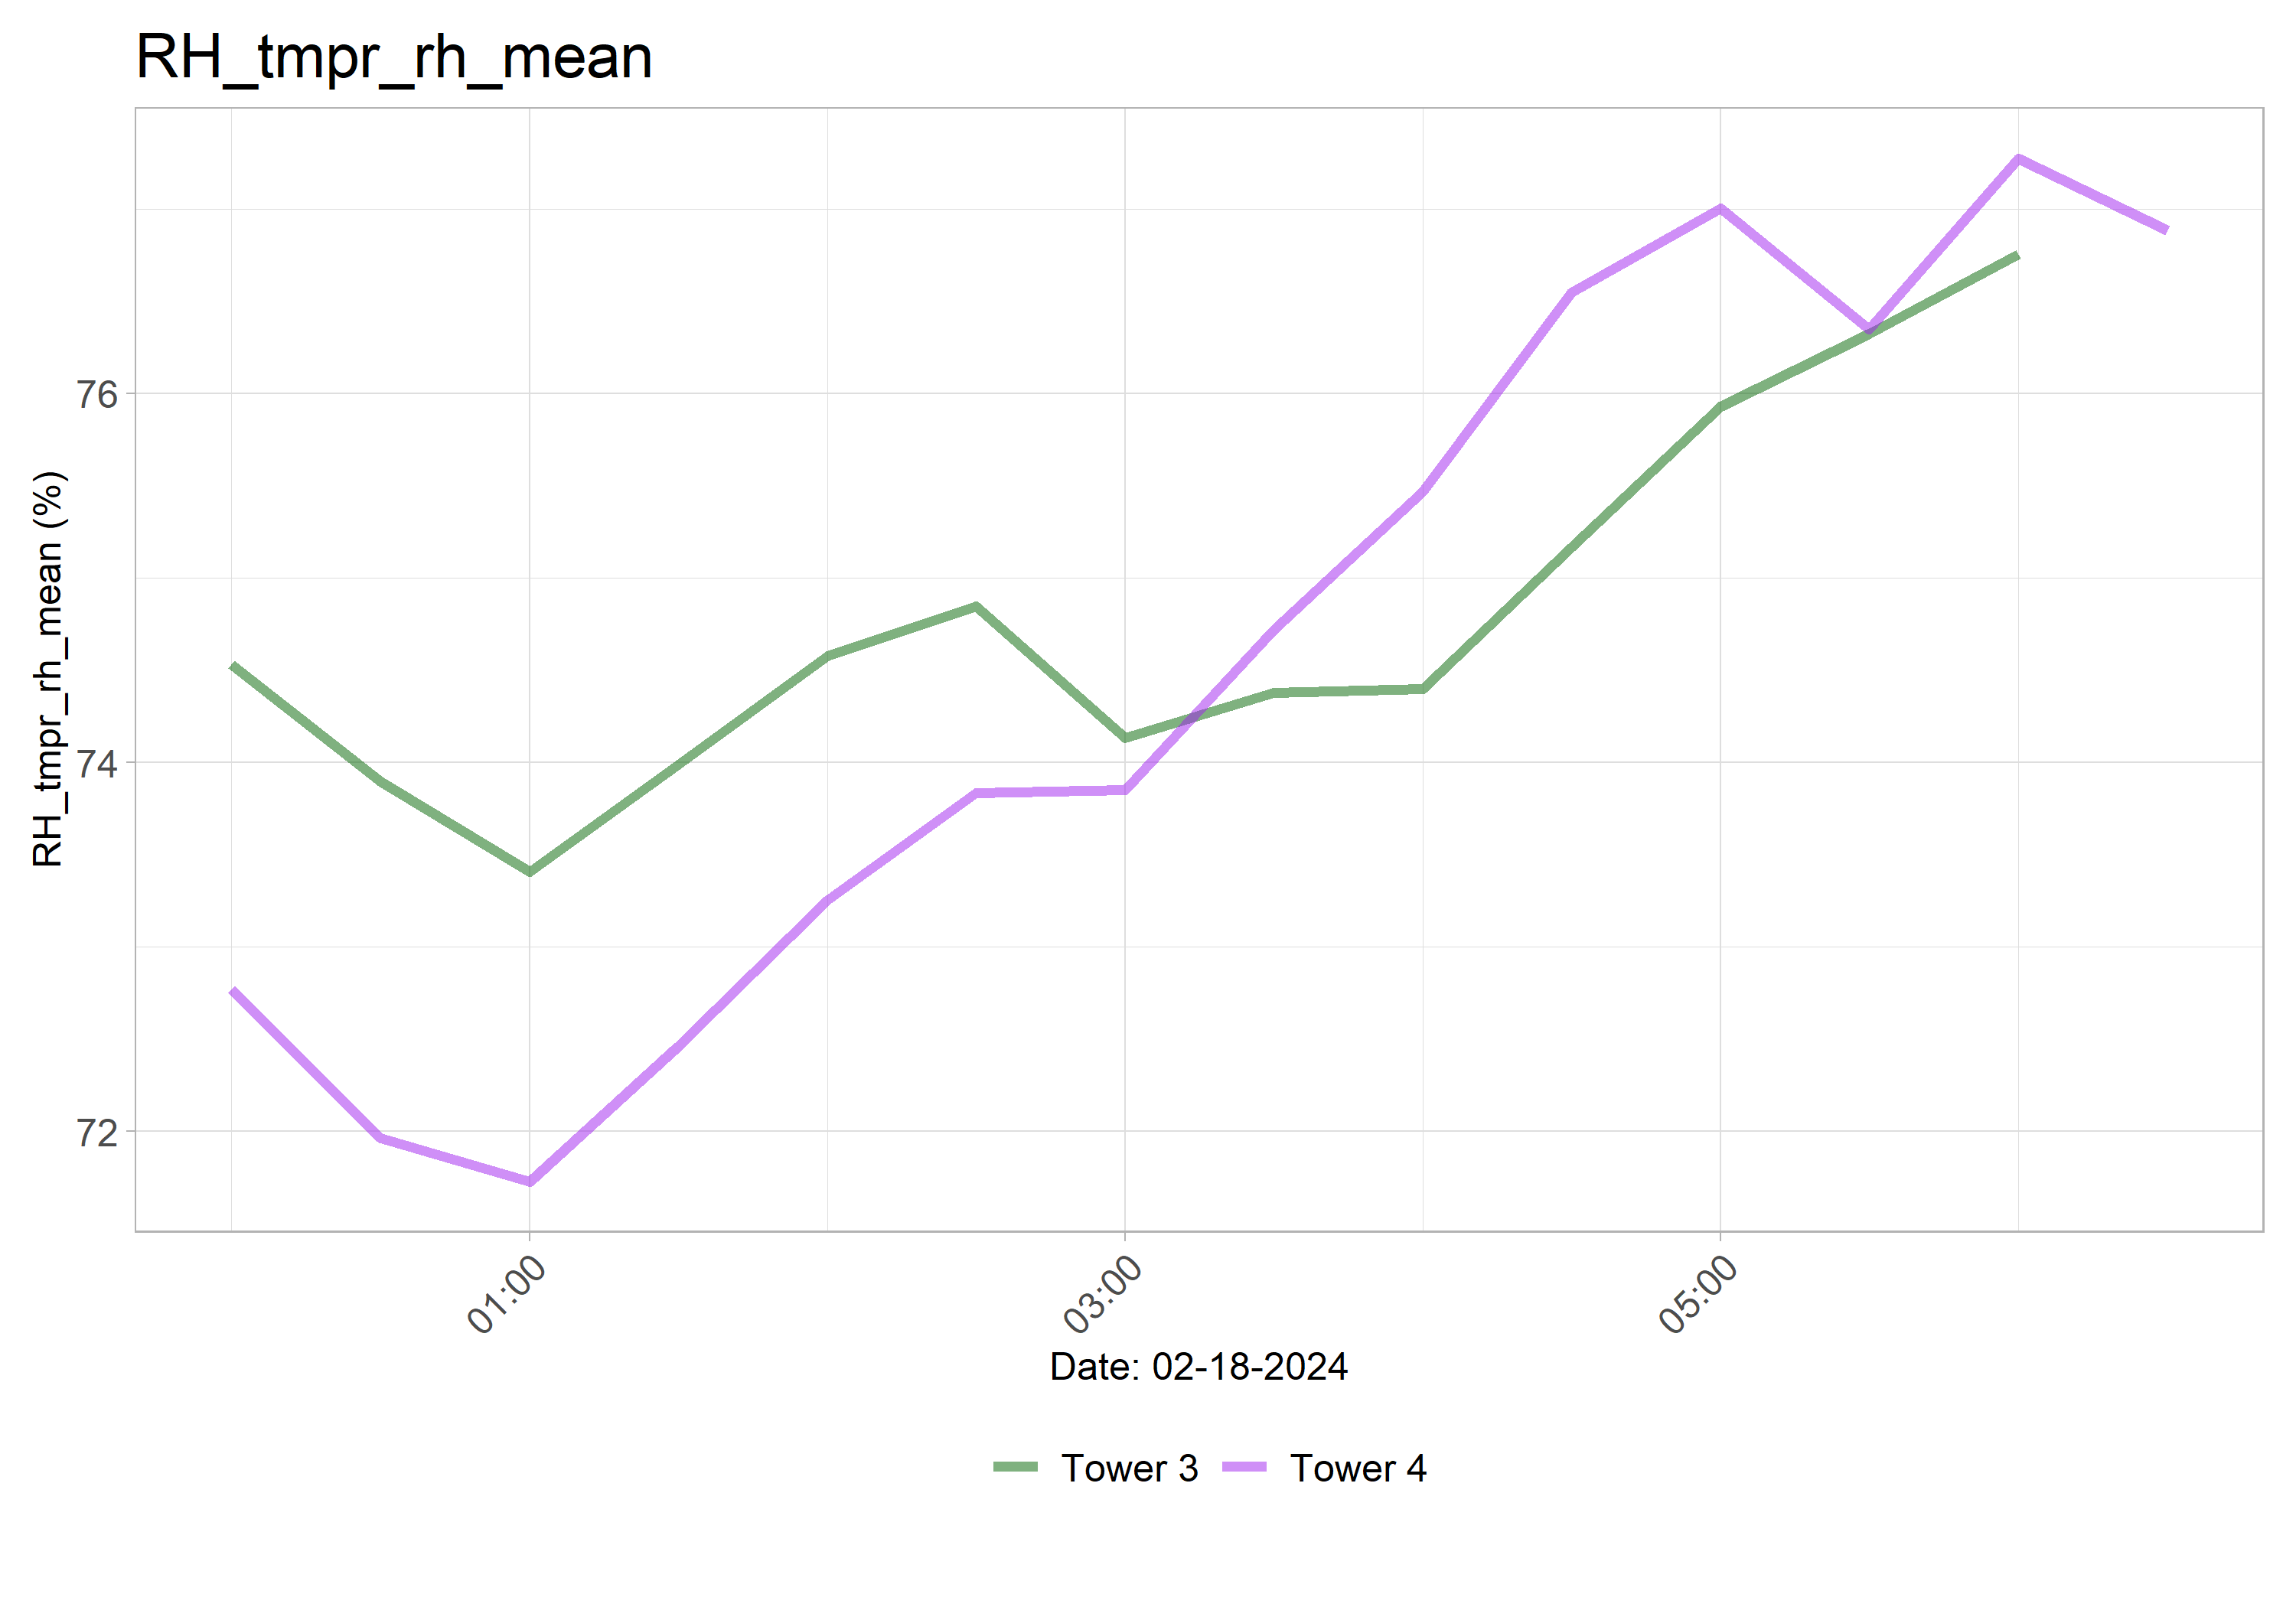 RH_tmpr_rh_mean
RH_tmpr_rh_mean (%)
76
74
72
01:00
03:00
05:00
Date: 02-18-2024
Tower 3
Tower 4